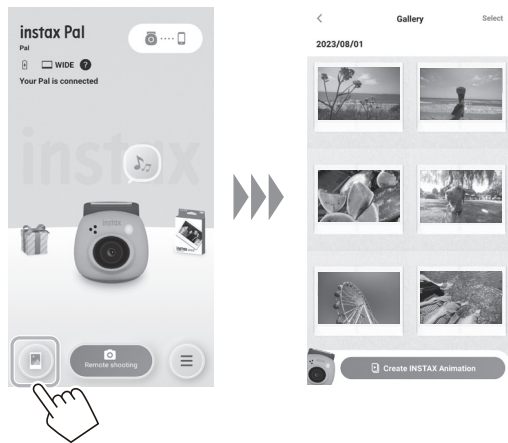 instax Pal
Pal
WIDE ?
Your Pal is connected
instax
instax
Remote shooting
Gallery
Select
2023/08/01
Create INSTAX Animation